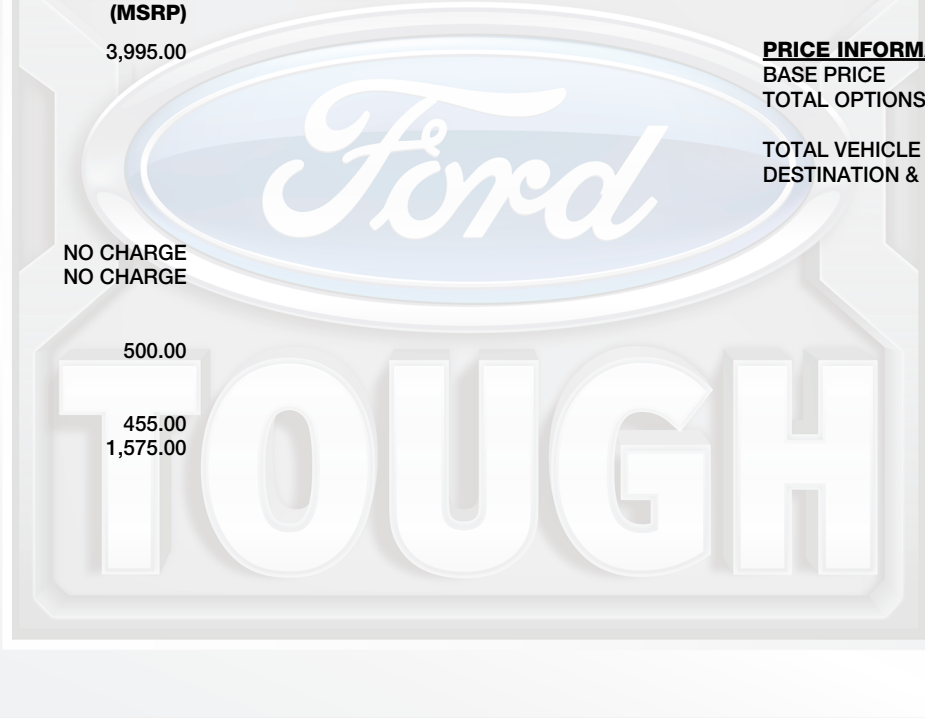 (MSRP)
3,995.00
NO CHARGE
NO CHARGE
500.00
455.00
1,575.00
PRICE INFORMA
BASE PRICE
TOTAL OPTIONS
TOTAL VEHICLE
DESTINATION &
Ford
TOUGH